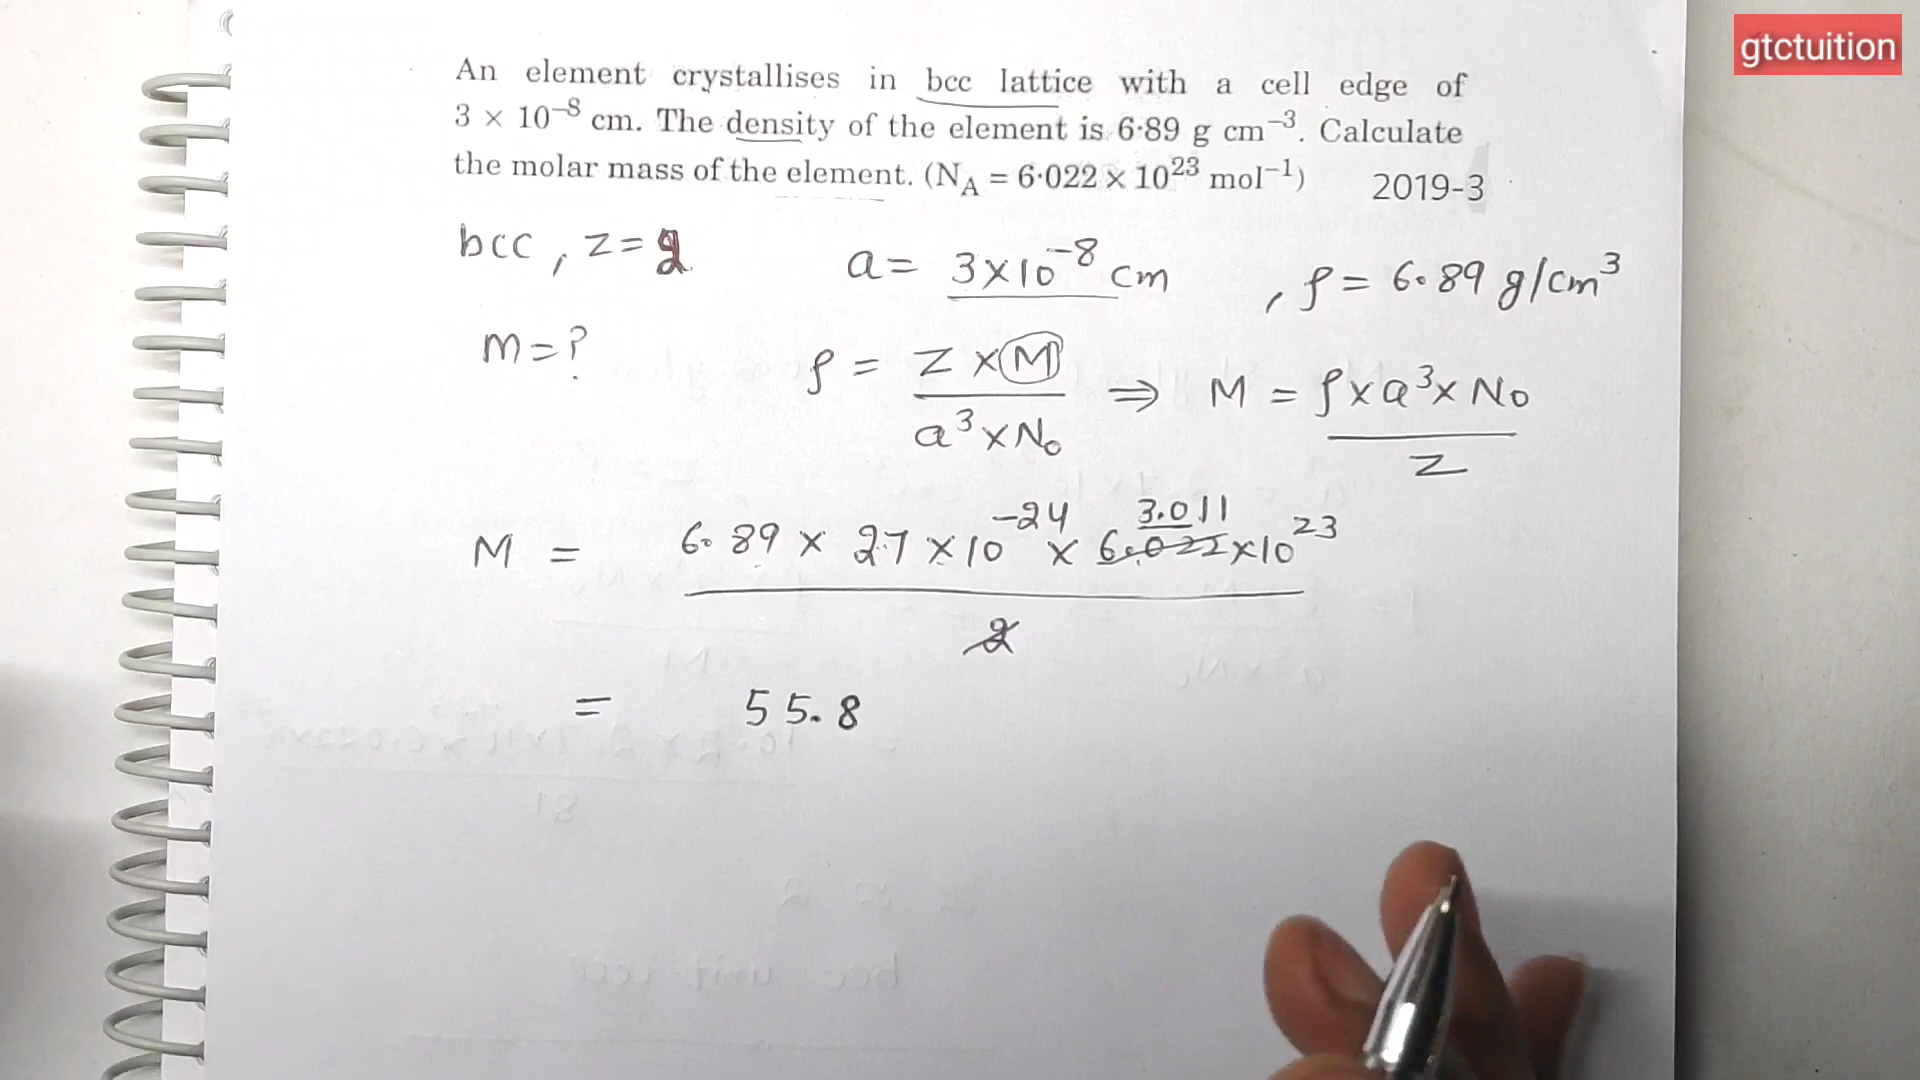 gtctuition
An element crystallises in bcc lattice with a cell edge of
3 × 10⁻⁸ cm. The density of the element is 6·89 g cm⁻³. Calculate
the molar mass of the element. (N_A = 6·022 × 10²³ mol⁻¹) 2019-3
bcc, z = 2 a = 3×10⁻⁸ cm , ρ = 6.89 g/cm³
m = ? ρ = Z × M / a³ × N₀ ⇒ M = ρ × a³ × N₀ / Z
3.011
M = 6.89 × 27 × 10⁻²⁴ × 6.022 × 10²³ / 2
= 55.8